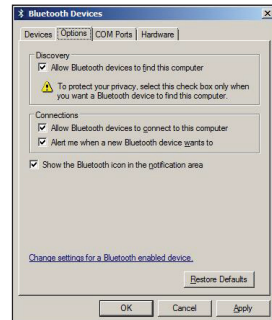 Bluetooth Devices
Devices Options COM Ports Hardware
Discovery
Allow Bluetooth devices to find this computer
To protect your privacy, select this check box only when
you want a Bluetooth device to find this computer.
Connections
Allow Bluetooth devices to connect to this computer
Alert me when a new Bluetooth device wants to
Show the Bluetooth icon in the notification area
Change settings for a Bluetooth enabled device.
Restore Defaults
OK Cancel Apply